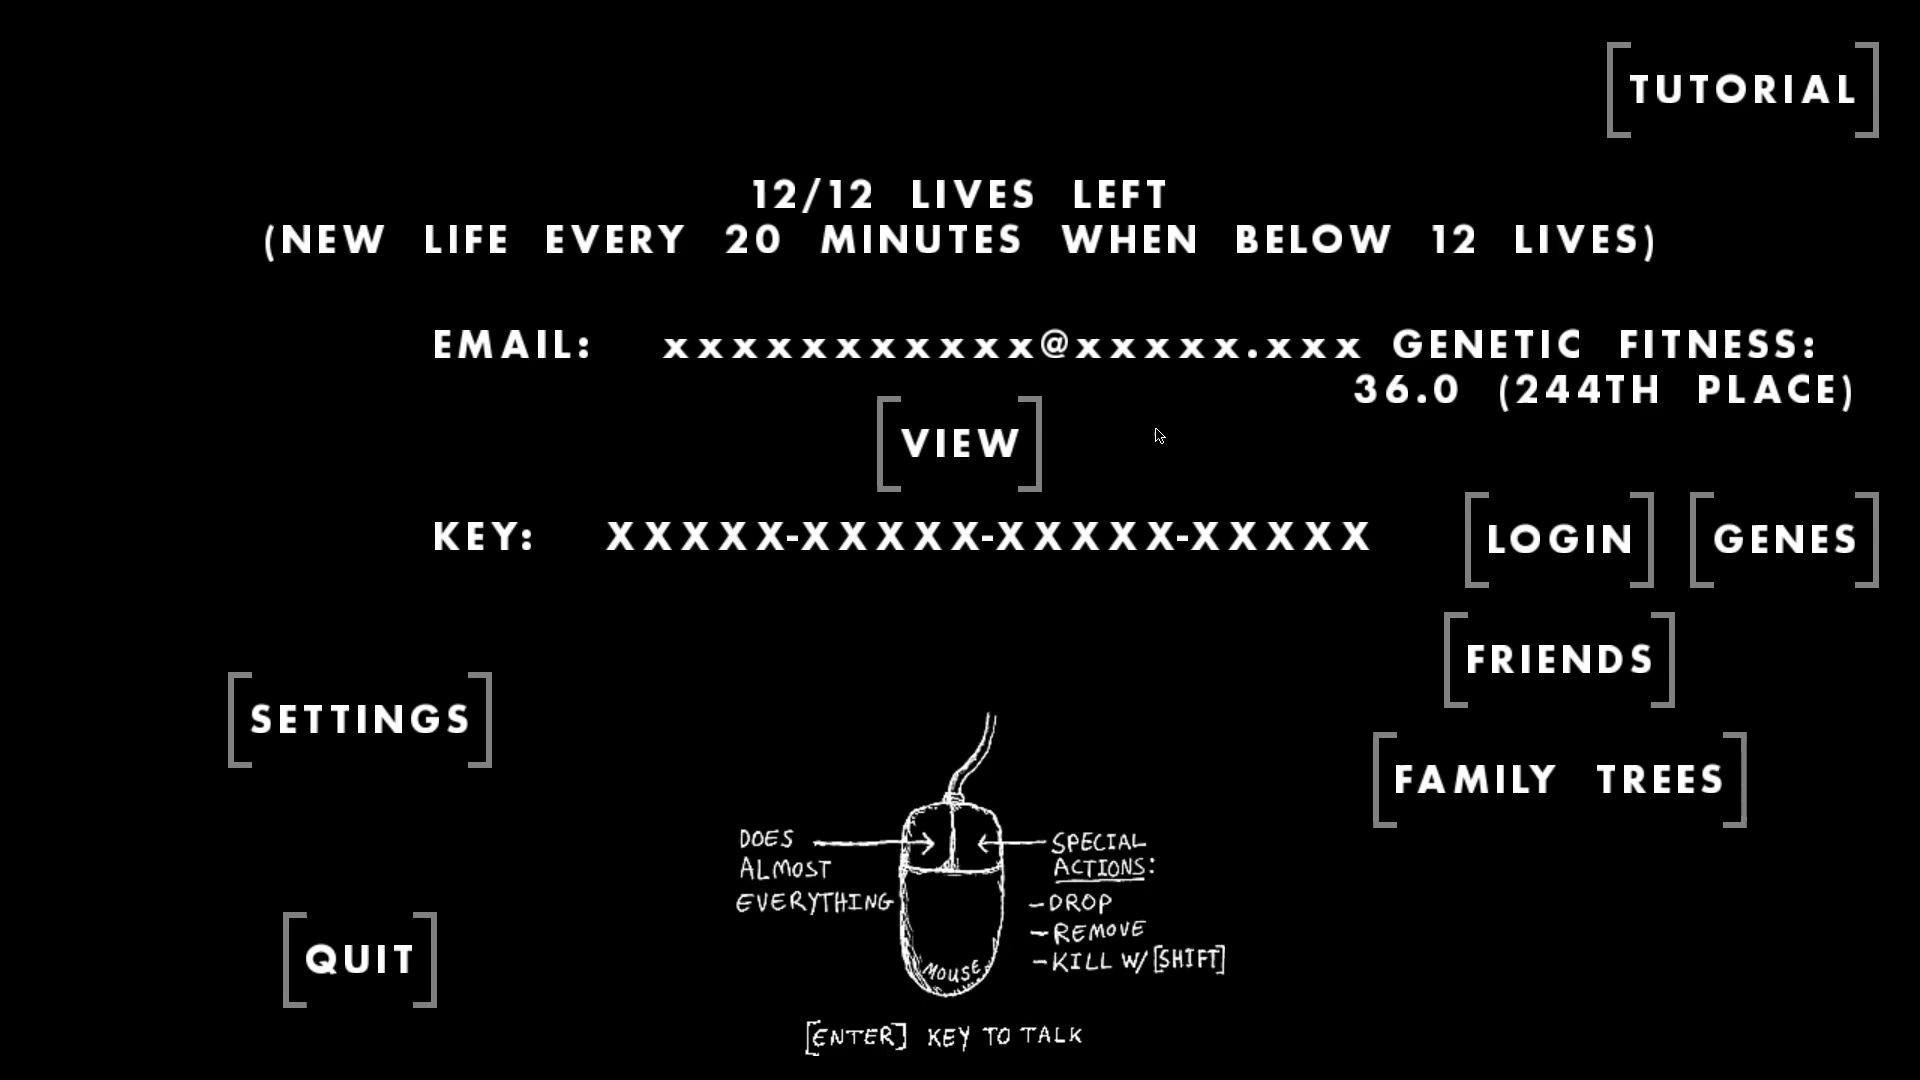 TUTORIAL
12/12 LIVES LEFT
(NEW LIFE EVERY 20 MINUTES WHEN BELOW 12 LIVES)
EMAIL: xxxxxxxxxxx@xxxxx.xxx
GENETIC FITNESS:
36.0 (244TH PLACE)
VIEW
KEY: XXXXX-XXXXX-XXXXX-XXXXX
LOGIN
GENES
FRIENDS
SETTINGS
FAMILY TREES
DOES
ALMOST
EVERYTHING
SPECIAL
ACTIONS:
-DROP
-REMOVE
-KILL W/[SHIFT]
MOUSE
QUIT
[ENTER] KEY TO TALK